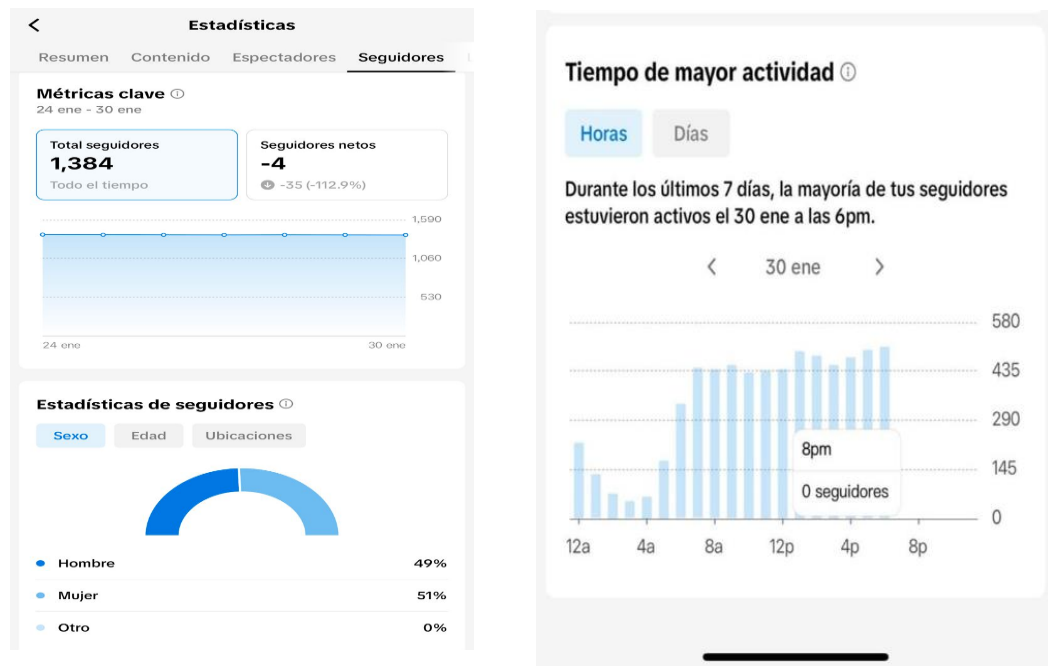 Estadísticas
Resumen Contenido Espectadores Seguidores
Métricas clave
24 ene - 30 ene
Total seguidores
1,384
Todo el tiempo
Seguidores netos
-4
-35 (-112.9%)
1,590
1,060
530
24 ene 30 ene
Estadísticas de seguidores
Sexo Edad Ubicaciones
Hombre 49%
Mujer 51%
Otro 0%
Tiempo de mayor actividad
Horas Días
Durante los últimos 7 días, la mayoría de tus seguidores
estuvieron activos el 30 ene a las 6pm.
30 ene
580
435
290
145
0
8pm
0 seguidores
12a 4a 8a 12p 4p 8p